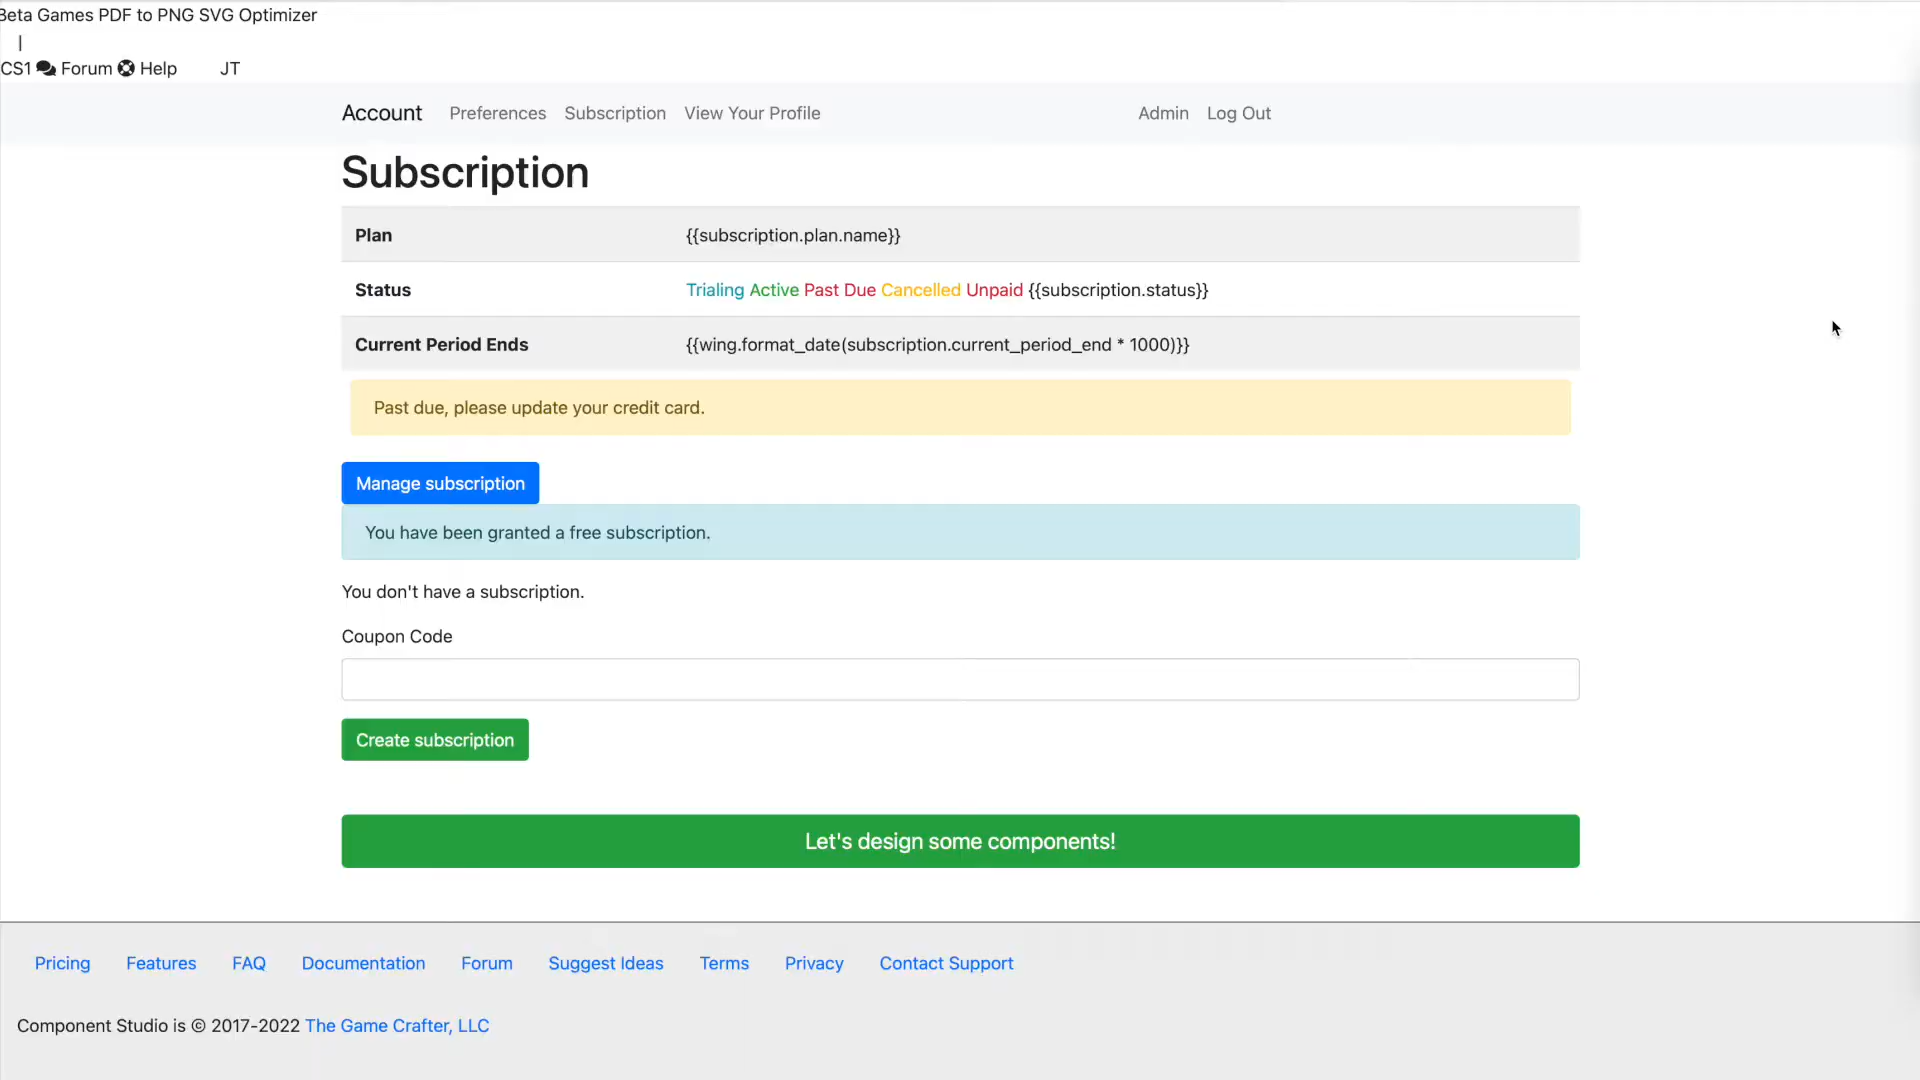 Beta Games PDF to PNG SVG Optimizer
|
CS1 Forum Help JT
Account Preferences Subscription View Your Profile Admin Log Out
Subscription
Plan {{subscription.plan.name}}
Status Trialing Active Past Due Cancelled Unpaid {{subscription.status}}
Current Period Ends {{wing.format_date(subscription.current_period_end * 1000)}}
Past due, please update your credit card.
Manage subscription
You have been granted a free subscription.
You don't have a subscription.
Coupon Code
Create subscription
Let's design some components!
Pricing Features FAQ Documentation Forum Suggest Ideas Terms Privacy Contact Support
Component Studio is © 2017-2022 The Game Crafter, LLC